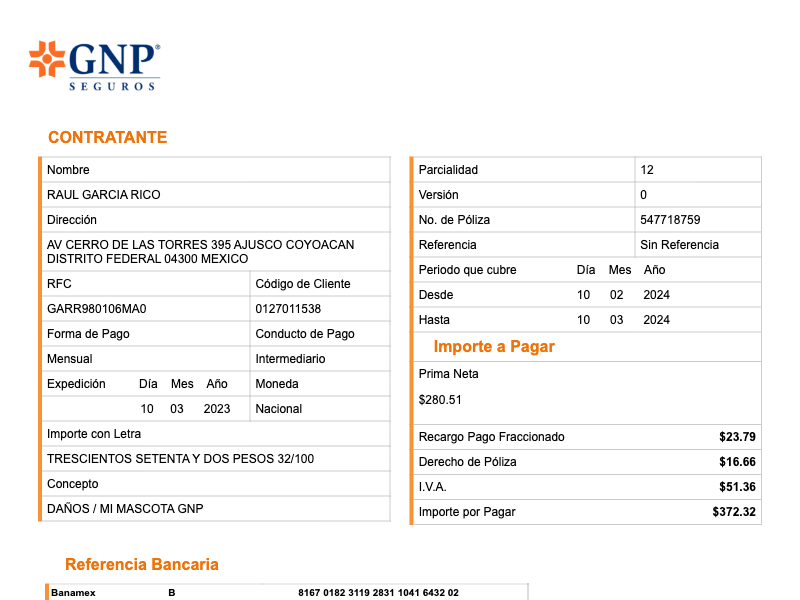 GNP®
SEGUROS
CONTRATANTE
Nombre
RAUL GARCIA RICO
Dirección
AV CERRO DE LAS TORRES 395 AJUSCO COYOACAN
DISTRITO FEDERAL 04300 MEXICO
RFC Código de Cliente
GARR980106MA0 0127011538
Forma de Pago Conducto de Pago
Mensual Intermediario
Expedición Día Mes Año Moneda
10 03 2023 Nacional
Importe con Letra
TRESCIENTOS SETENTA Y DOS PESOS 32/100
Concepto
DAÑOS / MI MASCOTA GNP
Parcialidad 12
Versión 0
No. de Póliza 547718759
Referencia Sin Referencia
Periodo que cubre Día Mes Año
Desde 10 02 2024
Hasta 10 03 2024
Importe a Pagar
Prima Neta
$280.51
Recargo Pago Fraccionado $23.79
Derecho de Póliza $16.66
I.V.A. $51.36
Importe por Pagar $372.32
Referencia Bancaria
Banamex B 8167 0182 3119 2831 1041 6432 02